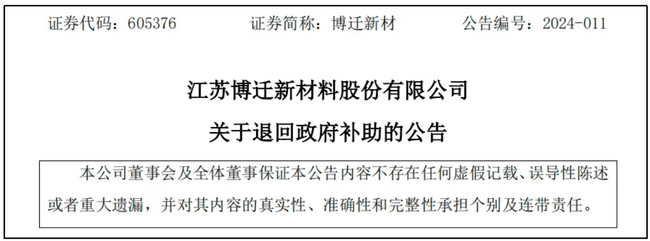 证券代码：605376 证券简称：博迁新材 公告编号：2024-011
江苏博迁新材料股份有限公司
关于退回政府补助的公告
本公司董事会及全体董事保证本公告内容不存在任何虚假记载、误导性陈述
或者重大遗漏，并对其内容的真实性、准确性和完整性承担个别及连带责任。